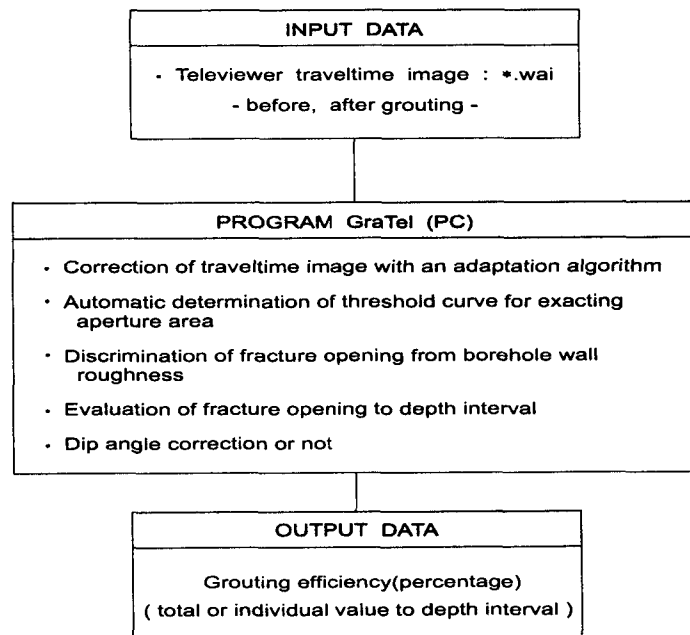 INPUT DATA
· Televiewer traveltime image : *.wai
- before, after grouting -
PROGRAM GraTel (PC)
· Correction of traveltime image with an adaptation algorithm
· Automatic determination of threshold curve for exacting
aperture area
· Discrimination of fracture opening from borehole wall
roughness
· Evaluation of fracture opening to depth interval
· Dip angle correction or not
OUTPUT DATA
Grouting efficiency(percentage)
( total or individual value to depth interval )